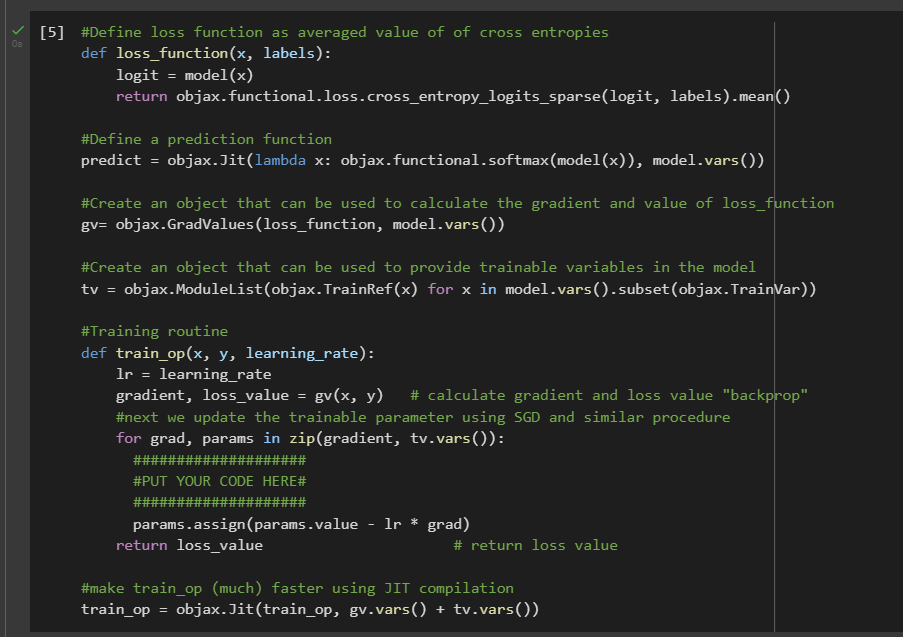 [5] #Define loss function as averaged value of of cross entropies
def loss_function(x, labels):
    logit = model(x)
    return objax.functional.loss.cross_entropy_logits_sparse(logit, labels).mean()
#Define a prediction function
predict = objax.Jit(lambda x: objax.functional.softmax(model(x)), model.vars())
#Create an object that can be used to calculate the gradient and value of loss_function
gv= objax.GradValues(loss_function, model.vars())
#Create an object that can be used to provide trainable variables in the model
tv = objax.ModuleList(objax.TrainRef(x) for x in model.vars().subset(objax.TrainVar))
#Training routine
def train_op(x, y, learning_rate):
    lr = learning_rate
    gradient, loss_value = gv(x, y)   # calculate gradient and loss value "backprop"
    #next we update the trainable parameter using SGD and similar procedure
    for grad, params in zip(gradient, tv.vars()):
      ####################
      #PUT YOUR CODE HERE#
      ####################
      params.assign(params.value - lr * grad)
    return loss_value                      # return loss value
#make train_op (much) faster using JIT compilation
train_op = objax.Jit(train_op, gv.vars() + tv.vars())
0s